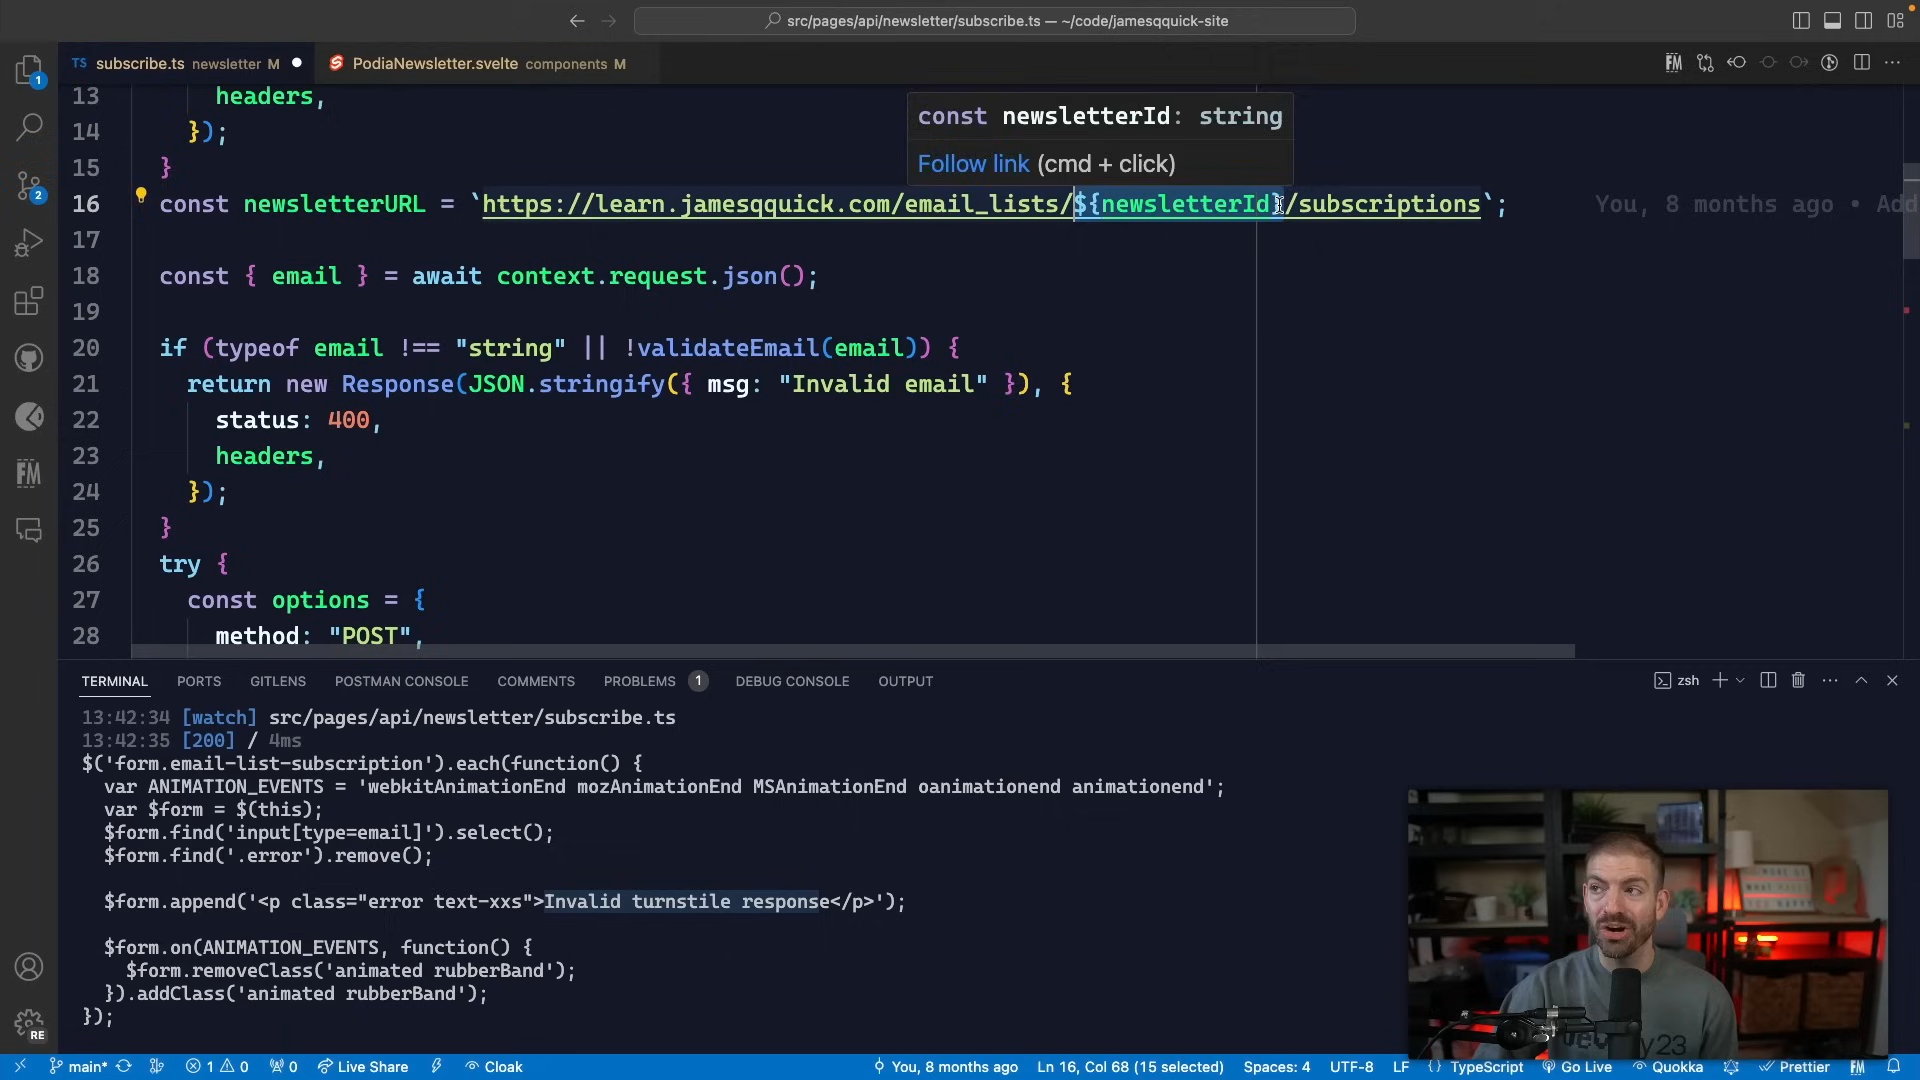 src/pages/api/newsletter/subscribe.ts — ~/code/jamesqquick-site
TS subscribe.ts newsletter M
PodiaNewsletter.svelte components M
FM
13 headers,
14 });
15 }
16 const newsletterURL = `https://learn.jamesqquick.com/email_lists/${newsletterId}/subscriptions`; You, 8 months ago • Add
const newsletterId: string
Follow link (cmd + click)
17
18 const { email } = await context.request.json();
19
20 if (typeof email !== "string" || !validateEmail(email)) {
21 return new Response(JSON.stringify({ msg: "Invalid email" }), {
22 status: 400,
23 headers,
24 });
25 }
26 try {
27 const options = {
28 method: "POST",
1
2
FM
RE
TERMINAL PORTS GITLENS POSTMAN CONSOLE COMMENTS PROBLEMS 1 DEBUG CONSOLE OUTPUT
zsh
13:42:34 [watch] src/pages/api/newsletter/subscribe.ts
13:42:35 [200] / 4ms
$('form.email-list-subscription').each(function() {
var ANIMATION_EVENTS = 'webkitAnimationEnd mozAnimationEnd MSAnimationEnd oanimationend animationend';
var $form = $(this);
$form.find('input[type=email]').select();
$form.find('.error').remove();
$form.append('<p class="error text-xxs">Invalid turnstile response</p>');
$form.on(ANIMATION_EVENTS, function() {
$form.removeClass('animated rubberBand');
}).addClass('animated rubberBand');
});
main* 1 0 0 Live Share Cloak You, 8 months ago Ln 16, Col 68 (15 selected) Spaces: 4 UTF-8 LF {} TypeScript Go Live Quokka Prettier FM